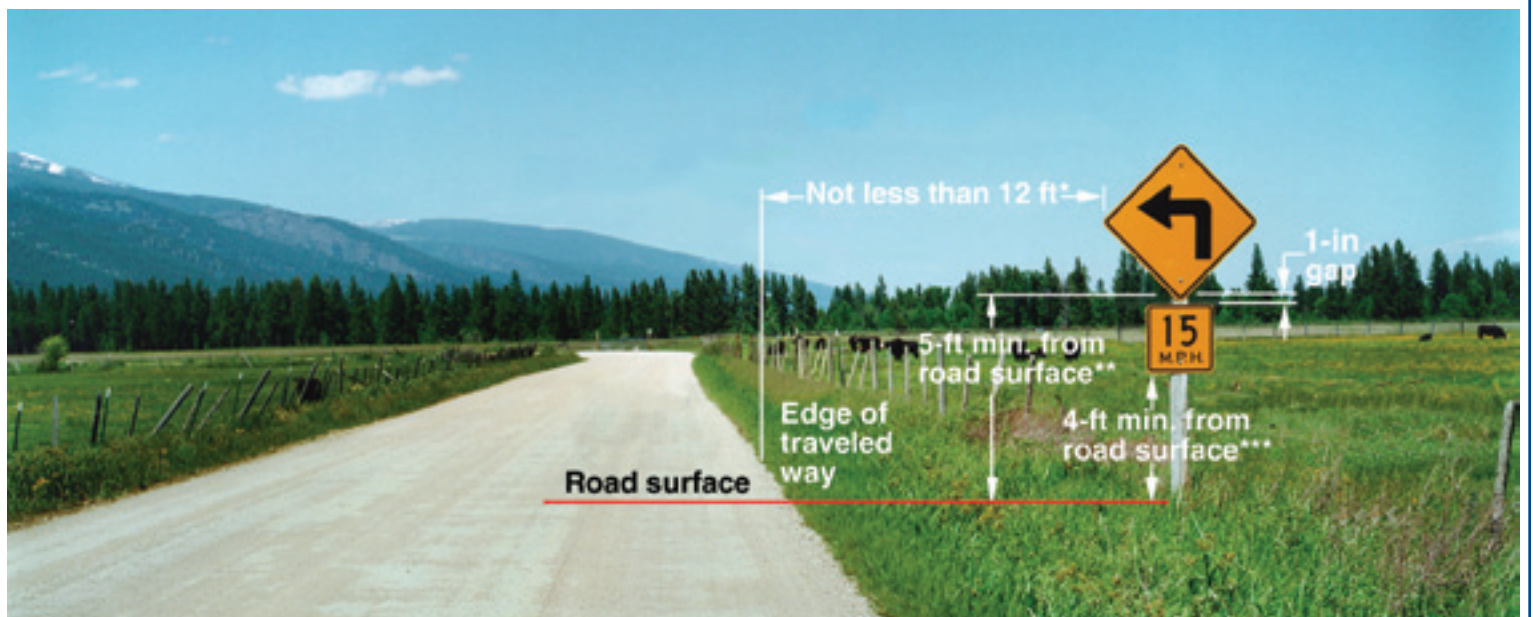 Not less than 12 ft*
1-in
gap
15
M.P.H.
5-ft min. from
road surface**
Edge of
traveled
way
4-ft min. from
road surface***
Road surface